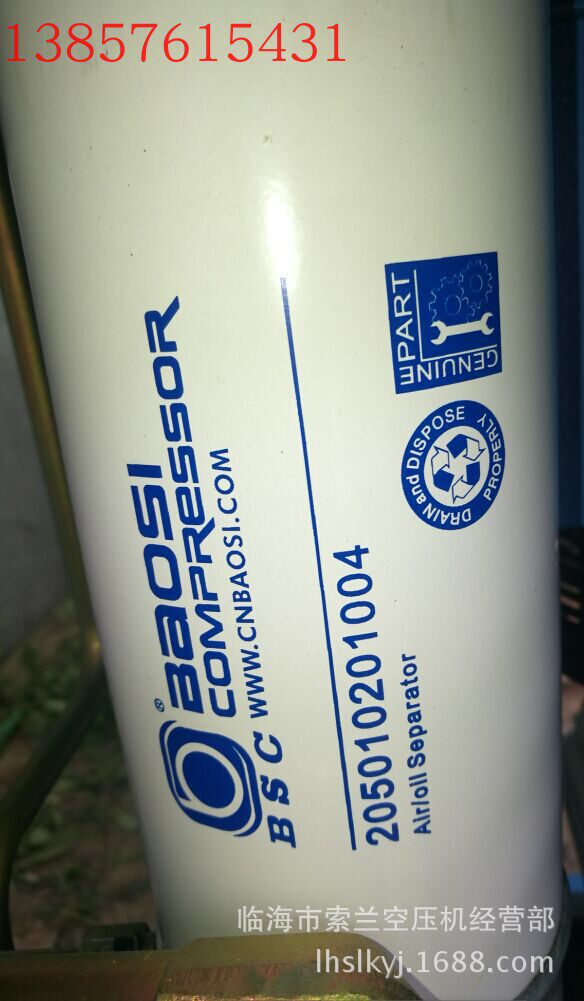 13857615431
BAOSI®
COMPRESSOR
BSC WWW.CNBAOSI.COM
205010201004
Air/oil Separator
GENUINE PART
DRAIN and DISPOSE PROPERLY
临海市索兰空压机经营部
lhslkyj.1688.com